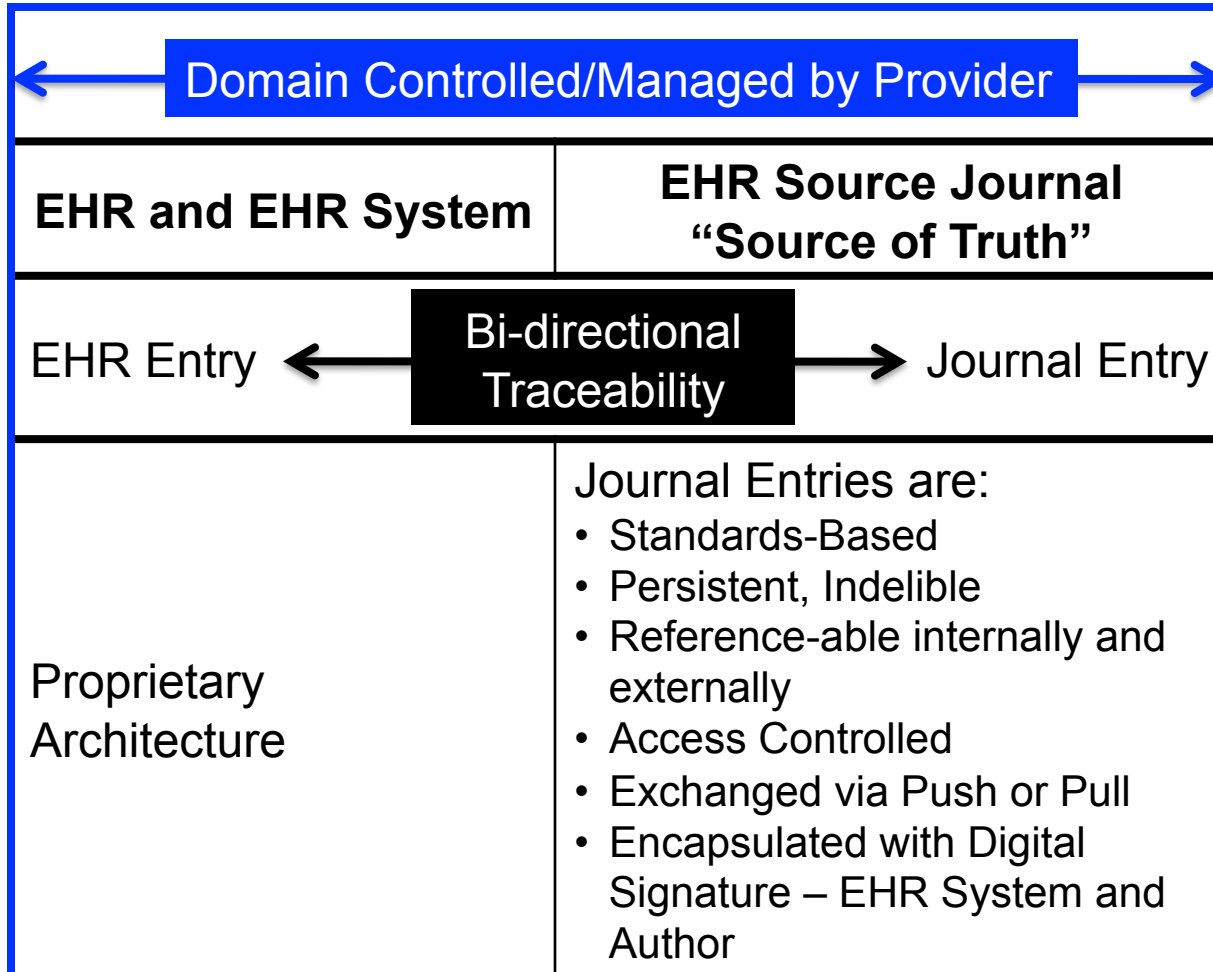 Domain Controlled/Managed by Provider
EHR and EHR System
EHR Source Journal
“Source of Truth”
EHR Entry
Bi-directional
Traceability
Journal Entry
Proprietary
Architecture
Journal Entries are:
• Standards-Based
• Persistent, Indelible
• Reference-able internally and
externally
• Access Controlled
• Exchanged via Push or Pull
• Encapsulated with Digital
Signature – EHR System and
Author